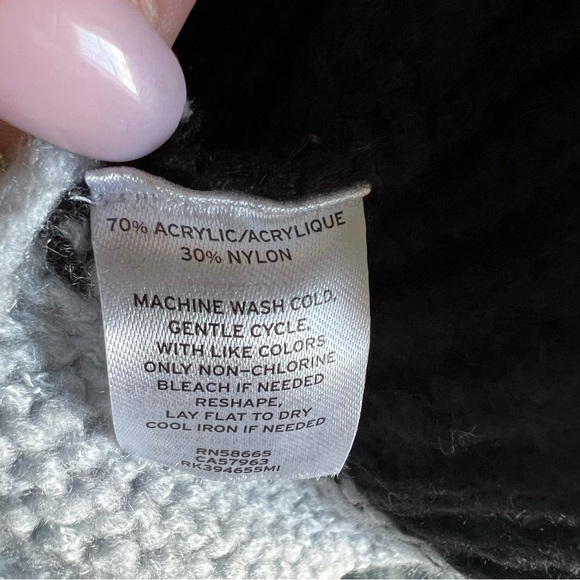 70% ACRYLIC/ACRYLIQUE
30% NYLON
MACHINE WASH COLD,
GENTLE CYCLE,
WITH LIKE COLORS
ONLY NON-CHLORINE
BLEACH IF NEEDED
RESHAPE,
LAY FLAT TO DRY
COOL IRON IF NEEDED
RN58665
CA57963
RK394655MI